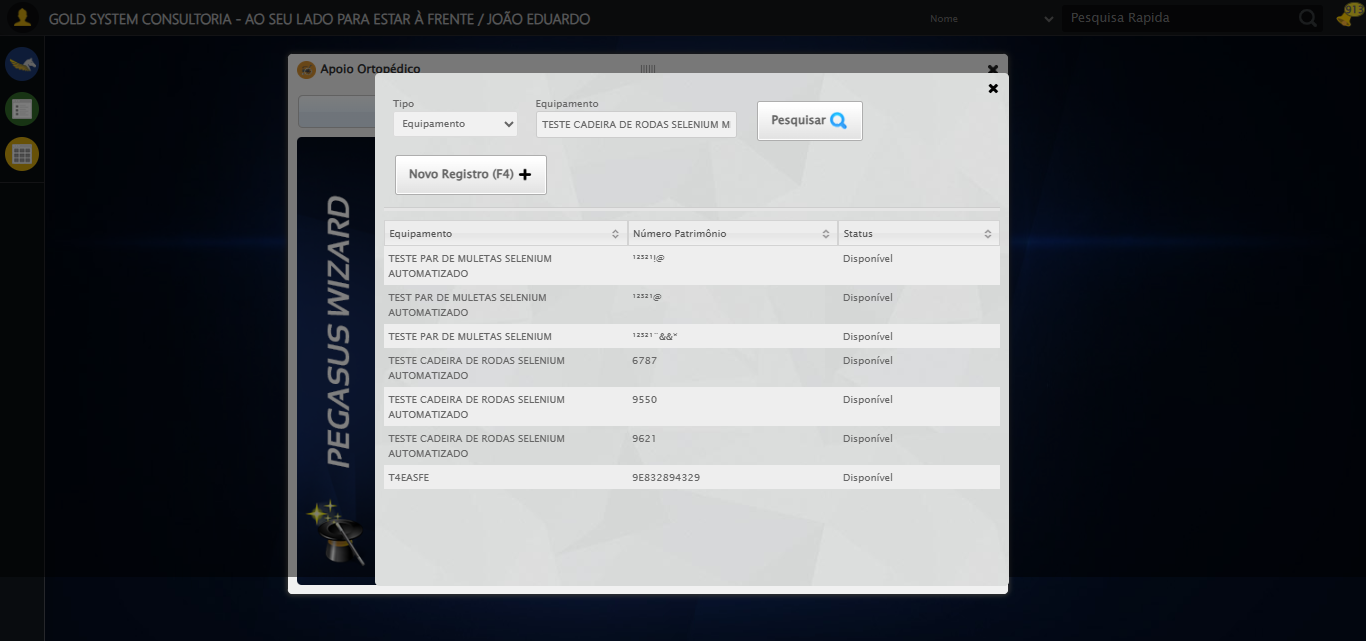 GOLD SYSTEM CONSULTORIA - AO SEU LADO PARA ESTAR À FRENTE / JOÃO EDUARDO
Nome
Pesquisa Rapida
913
Apoio Ortopédico
Tipo
Equipamento
Equipamento
TESTE CADEIRA DE RODAS SELENIUM M
Pesquisar
Novo Registro (F4)
PEGASUS WIZARD
Equipamento Número Patrimônio Status
TESTE PAR DE MULETAS SELENIUM ¹²³²¹!@ Disponível
AUTOMATIZADO
TEST PAR DE MULETAS SELENIUM ¹²³²¹@ Disponível
AUTOMATIZADO
TESTE PAR DE MULETAS SELENIUM Disponível
TESTE CADEIRA DE RODAS SELENIUM 6787 Disponível
AUTOMATIZADO
TESTE CADEIRA DE RODAS SELENIUM 9550 Disponível
AUTOMATIZADO
TESTE CADEIRA DE RODAS SELENIUM 9621 Disponível
AUTOMATIZADO
T4EASFE 9E832894329 Disponível